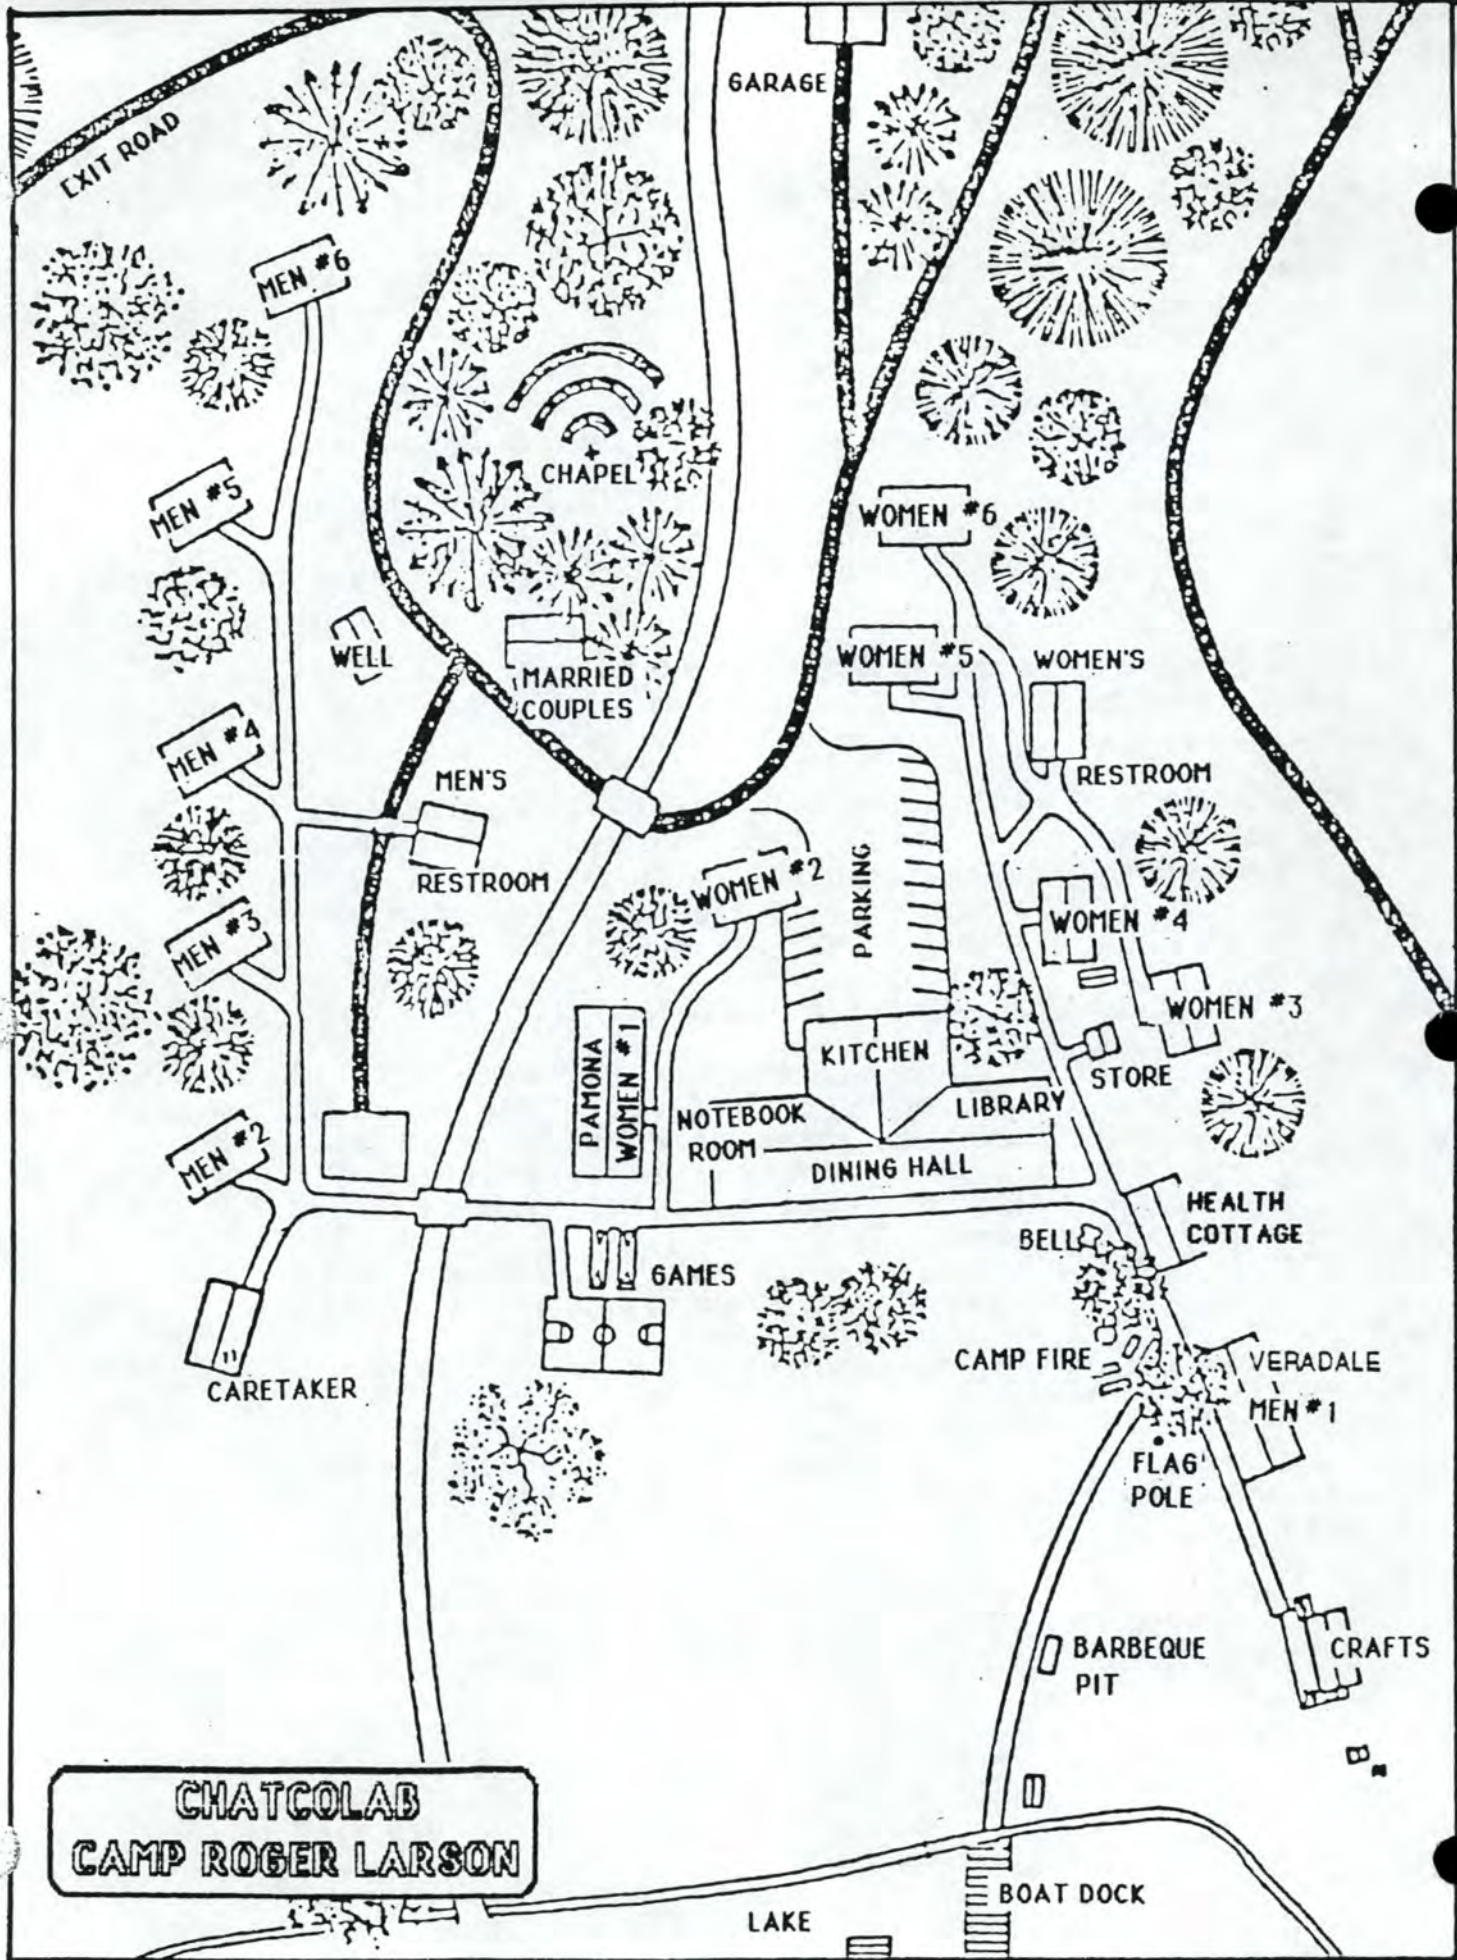 GARAGE
EXIT ROAD
MEN #6
CHAPEL
MEN #5
WOMEN #6
WELL
MARRIED
COUPLES
WOMEN #5
WOMEN'S
RESTROOM
MEN #4
MEN'S
RESTROOM
WOMEN #2
PARKING
WOMEN #4
MEN #3
WOMEN #3
PAMONA
WOMEN #1
KITCHEN
STORE
NOTEBOOK
ROOM
LIBRARY
DINING HALL
MEN #2
HEALTH
COTTAGE
BELL
GAMES
CAMP FIRE
VERADALE
MEN #1
CARETAKER
FLAG
POLE
BARBEQUE
PIT
CRAFTS
CHATCOLAB
CAMP ROGER LARSON
BOAT DOCK
LAKE